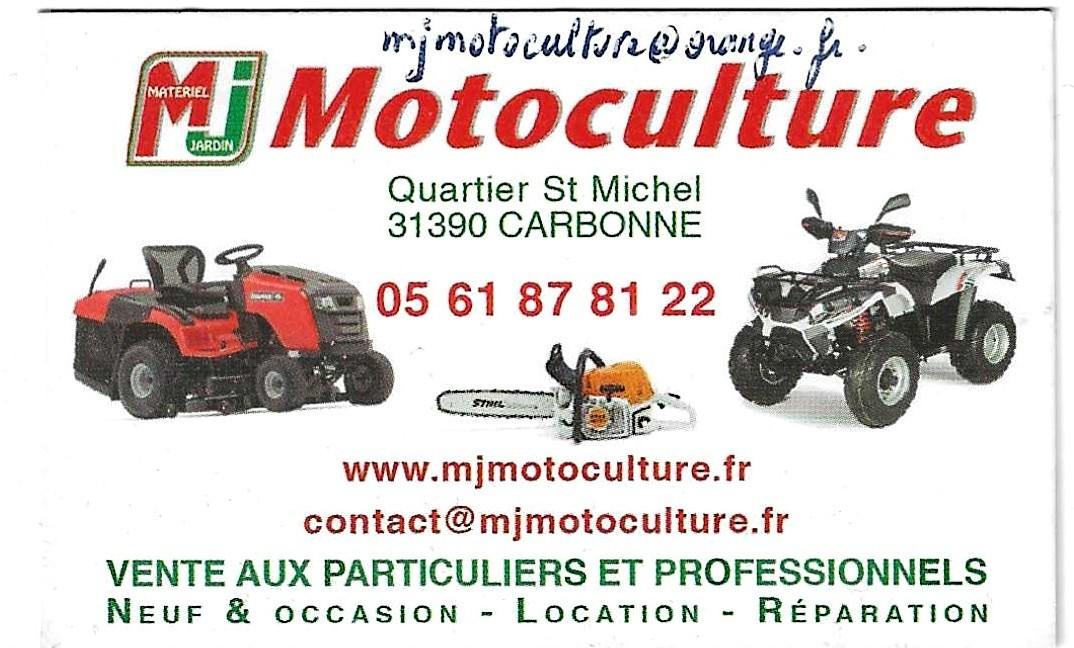 mjmotoculture@orange.fr.
MATERIEL
MJ
JARDIN
Motoculture
Quartier St Michel
31390 CARBONNE
05 61 87 81 22
STIHL
www.mjmotoculture.fr
contact@mjmotoculture.fr
VENTE AUX PARTICULIERS ET PROFESSIONNELS
NEUF & OCCASION - LOCATION - RÉPARATION